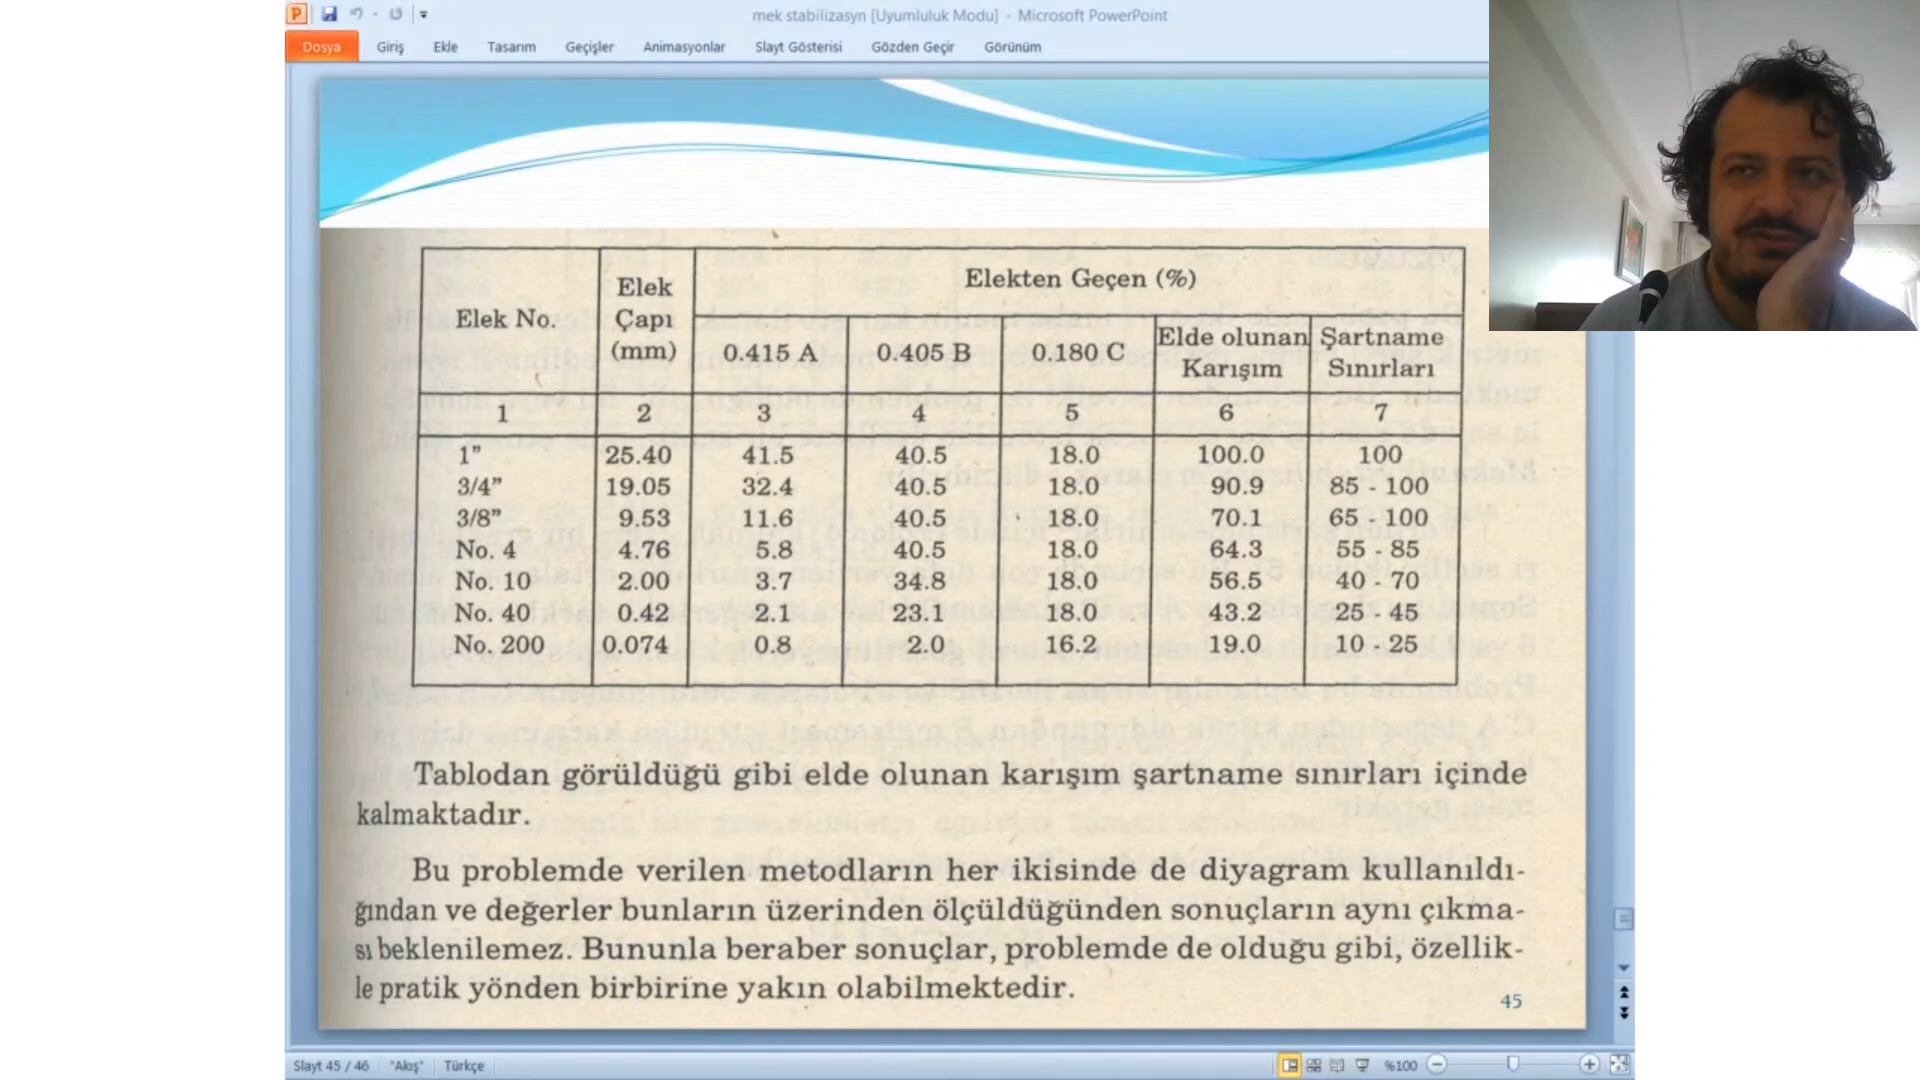 mek stabilizasyn [Uyumluluk Modu] - Microsoft PowerPoint
Dosya Giriş Ekle Tasarım Geçişler Animasyonlar Slayt Gösterisi Gözden Geçir Görünüm
Elek No. Elek Çapı (mm) Elekten Geçen (%)
0.415 A 0.405 B 0.180 C Elde olunan Karışım Şartname Sınırları
1 2 3 4 5 6 7
1" 25.40 41.5 40.5 18.0 100.0 100
3/4" 19.05 32.4 40.5 18.0 90.9 85 - 100
3/8" 9.53 11.6 40.5 18.0 70.1 65 - 100
No. 4 4.76 5.8 40.5 18.0 64.3 55 - 85
No. 10 2.00 3.7 34.8 18.0 56.5 40 - 70
No. 40 0.42 2.1 23.1 18.0 43.2 25 - 45
No. 200 0.074 0.8 2.0 16.2 19.0 10 - 25
Tablodan görüldüğü gibi elde olunan karışım şartname sınırları içinde
kalmaktadır.
Bu problemde verilen metodların her ikisinde de diyagram kullanıldı-
ğından ve değerler bunların üzerinden ölçüldüğünden sonuçların aynı çıkma-
sı beklenilemez. Bununla beraber sonuçlar, problemde de olduğu gibi, özellik-
le pratik yönden birbirine yakın olabilmektedir.
45
Slayt 45 / 46 "Akış" Türkçe %100